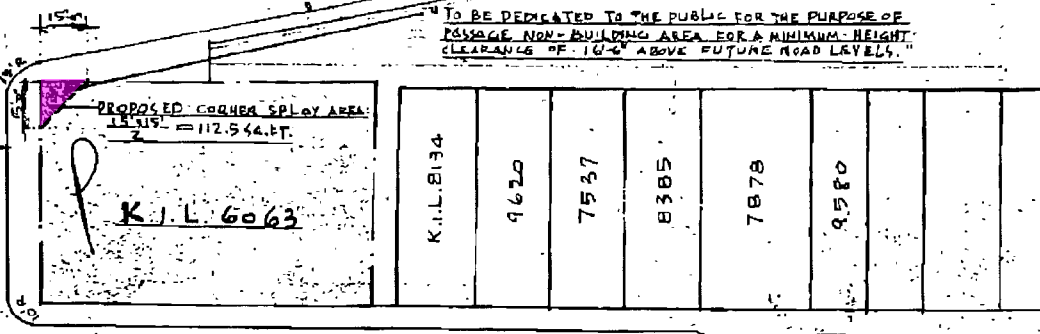 TO BE DEDICATED TO THE PUBLIC FOR THE PURPOSE OF
PASSAGE NON-BUILDING AREA FOR A MINIMUM HEIGHT
CLEARANCE OF 16'-6" ABOVE FUTURE ROAD LEVELS."
15'-0"
PROPOSED CORNER SPLAY AREA:
15'x15'
2
=112.5 SQ.FT.
K.I.L. 6063
K.I.L. 8134
9620
7537
8385
7878
9580